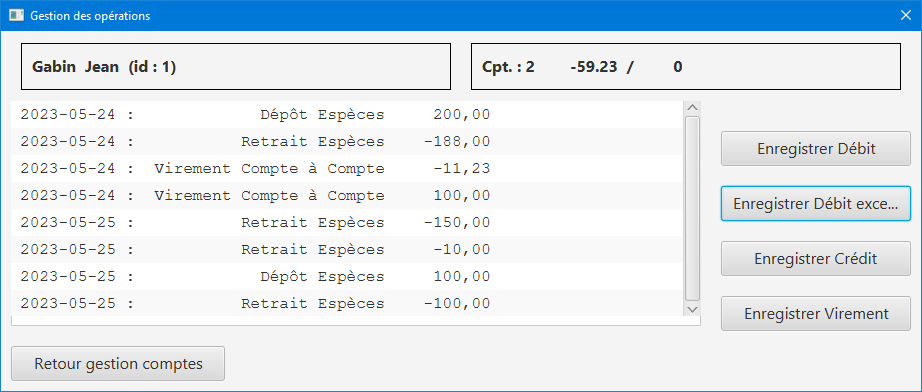 Gestion des opérations
Gabin Jean (id : 1)
Cpt. : 2 -59.23 / 0
2023-05-24 : Dépôt Espèces 200,00
2023-05-24 : Retrait Espèces -188,00
2023-05-24 : Virement Compte à Compte -11,23
2023-05-24 : Virement Compte à Compte 100,00
2023-05-25 : Retrait Espèces -150,00
2023-05-25 : Retrait Espèces -10,00
2023-05-25 : Dépôt Espèces 100,00
2023-05-25 : Retrait Espèces -100,00
Enregistrer Débit
Enregistrer Débit exce...
Enregistrer Crédit
Enregistrer Virement
Retour gestion comptes